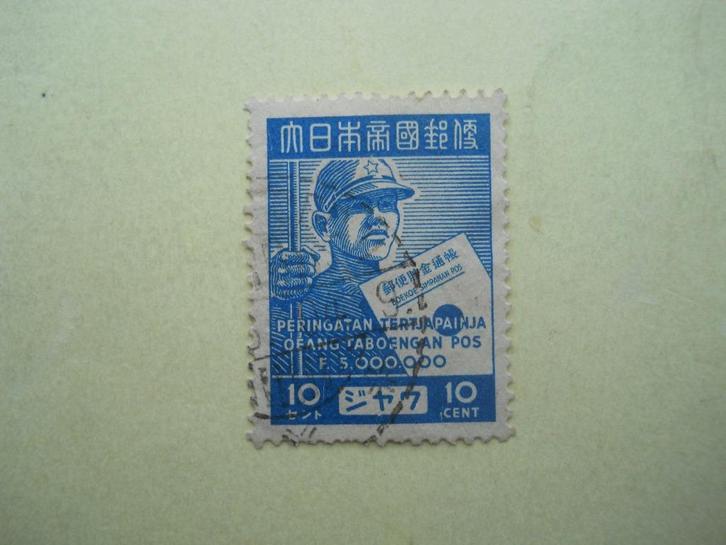 大日本帝國郵便
郵便貯金通帳
BOEKOE SIMPANAN POS
PERINGATAN TERTJAPAINJA
OEANG TABOENGAN POS
F. 5.000.000
10 ジャワ 10
セント CENT